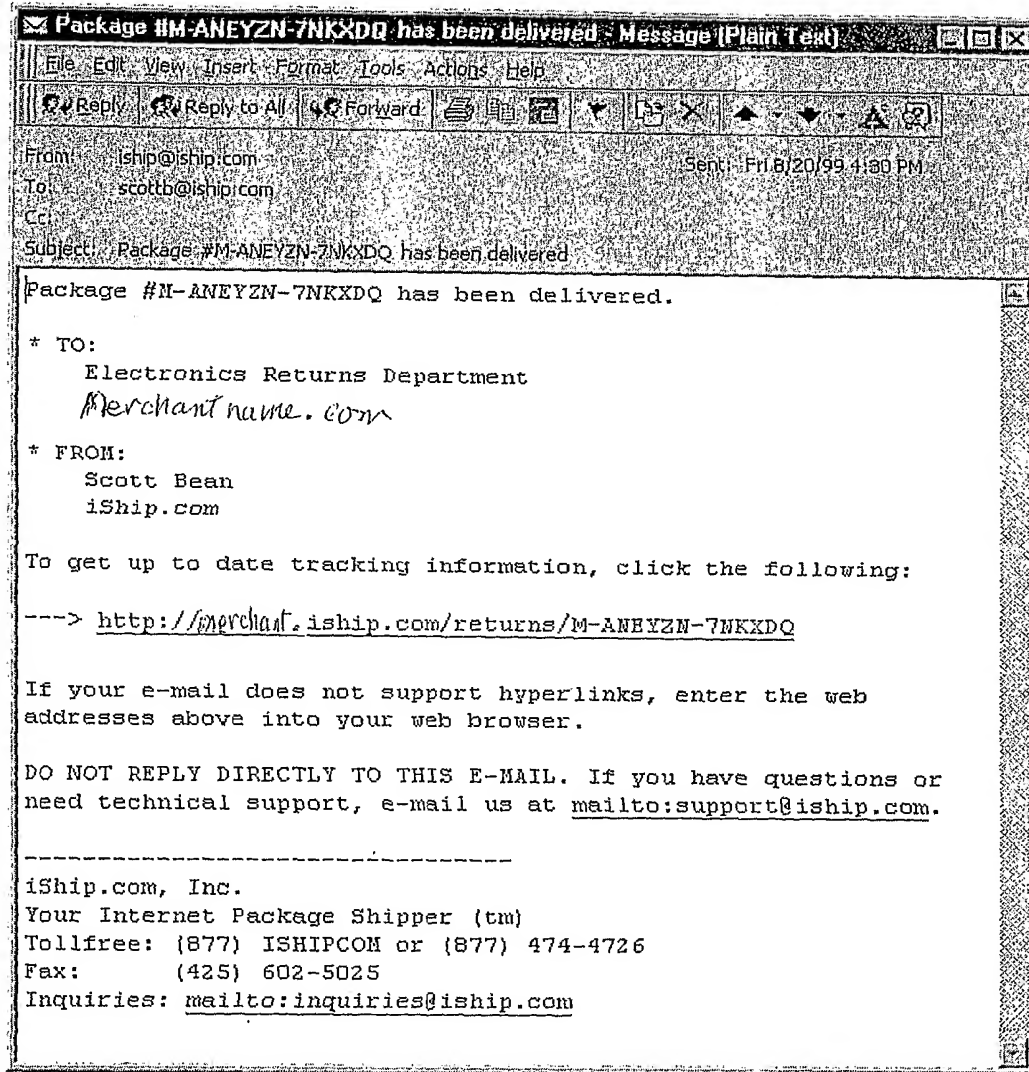 Package #M-ANEYZN-7NKXDQ has been delivered - Message (Plain Text)
File Edit View Insert Format Tools Actions Help
Reply Reply to All Forward
From: iship@iship.com Sent: Fri 8/20/99 4:30 PM
To: scottb@iship.com
Cc:
Subject: Package #M-ANEYZN-7NKXDQ has been delivered
Package #M-ANEYZN-7NKXDQ has been delivered.
* TO:
Electronics Returns Department
Merchant name.com
* FROM:
Scott Bean
iShip.com
To get up to date tracking information, click the following:
---> http://merchant.iship.com/returns/M-ANEYZN-7NKXDQ
If your e-mail does not support hyperlinks, enter the web
addresses above into your web browser.
DO NOT REPLY DIRECTLY TO THIS E-MAIL. If you have questions or
need technical support, e-mail us at mailto:support@iship.com.
--------------------------------
iShip.com, Inc.
Your Internet Package Shipper (tm)
Tollfree: (877) ISHIPCOM or (877) 474-4726
Fax: (425) 602-5025
Inquiries: mailto:inquiries@iship.com